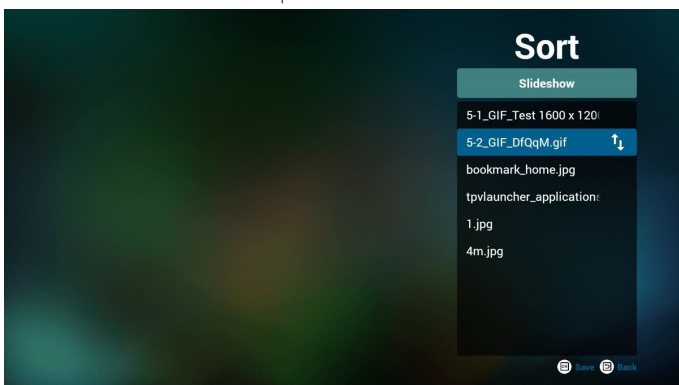 Sort
Slideshow
5-1_GIF_Test 1600 x 120
5-2_GIF_DfQqM.gif
bookmark_home.jpg
tpvlauncher_applications
1.jpg
4m.jpg
Save Back